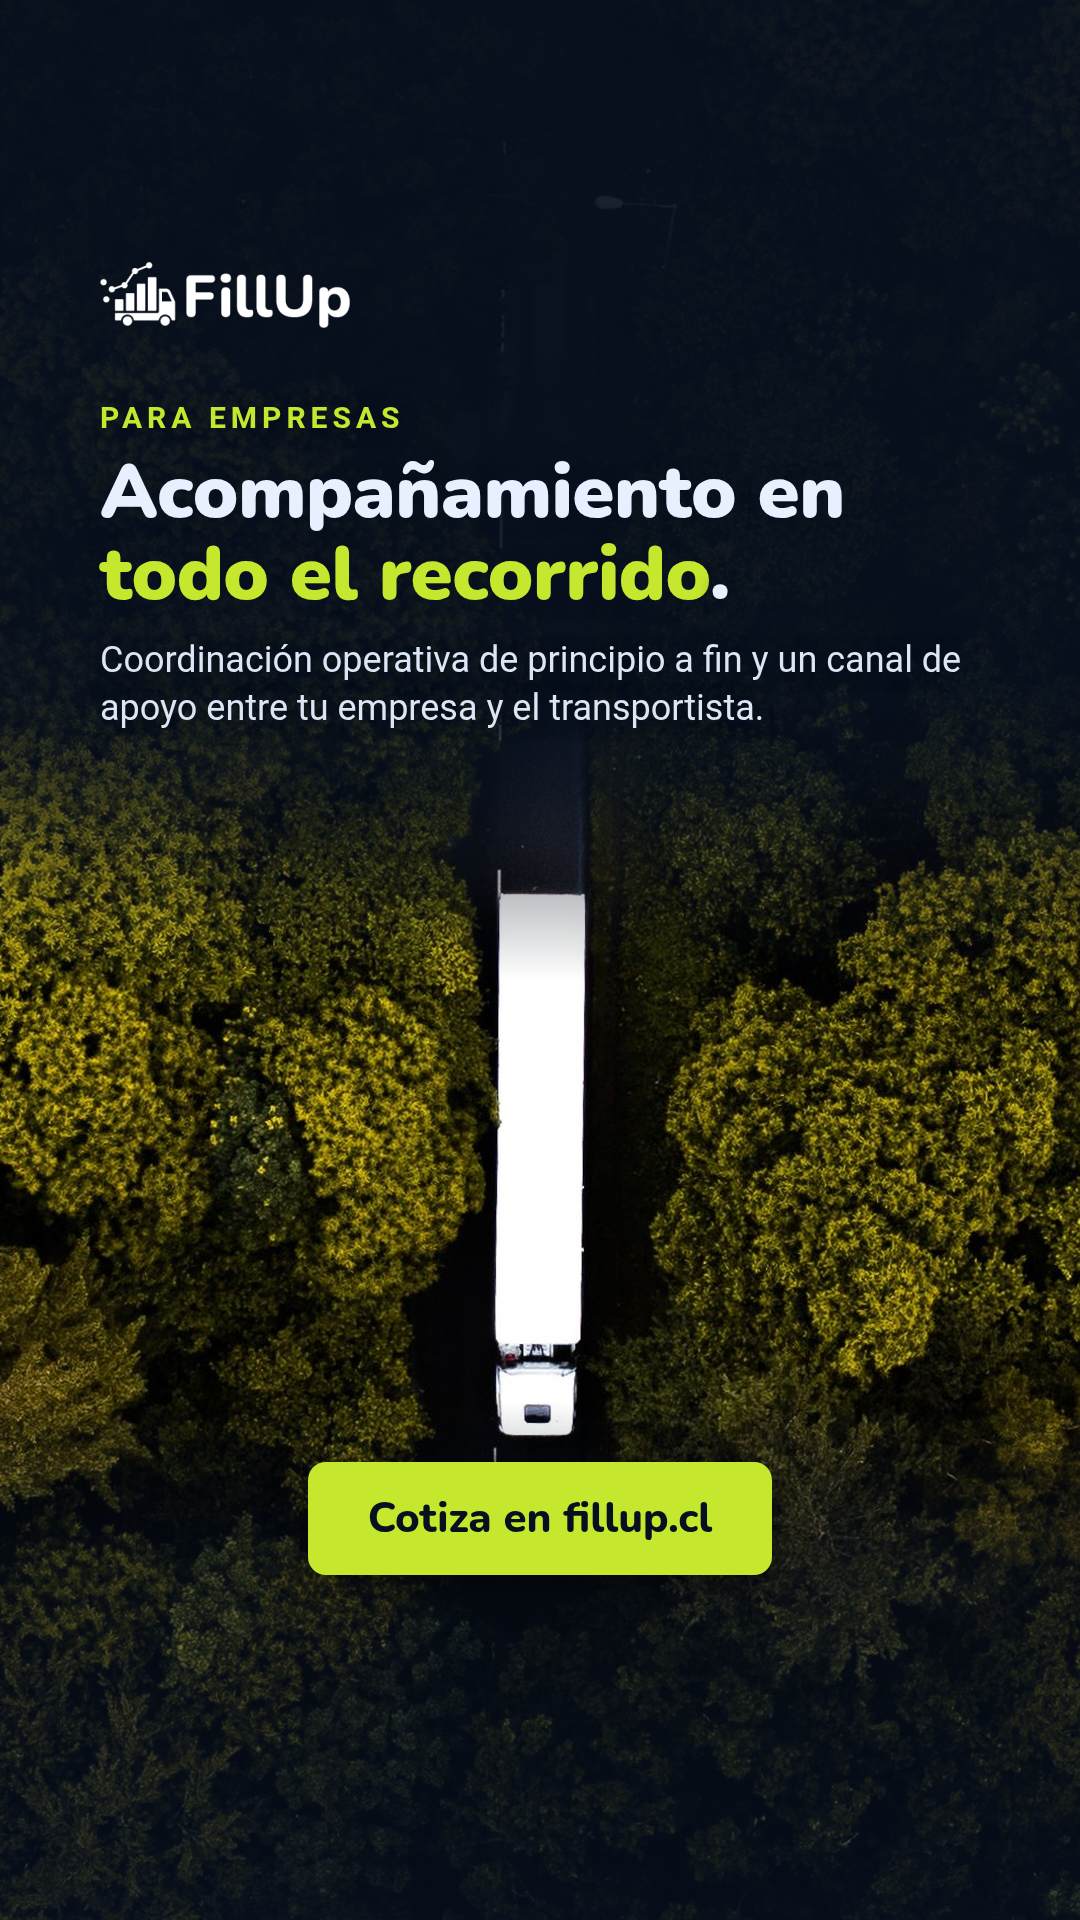 FillUp
PARA EMPRESAS
Acompañamiento en
todo el recorrido.
Coordinación operativa de principio a fin y un canal de
apoyo entre tu empresa y el transportista.
Cotiza en fillup.cl